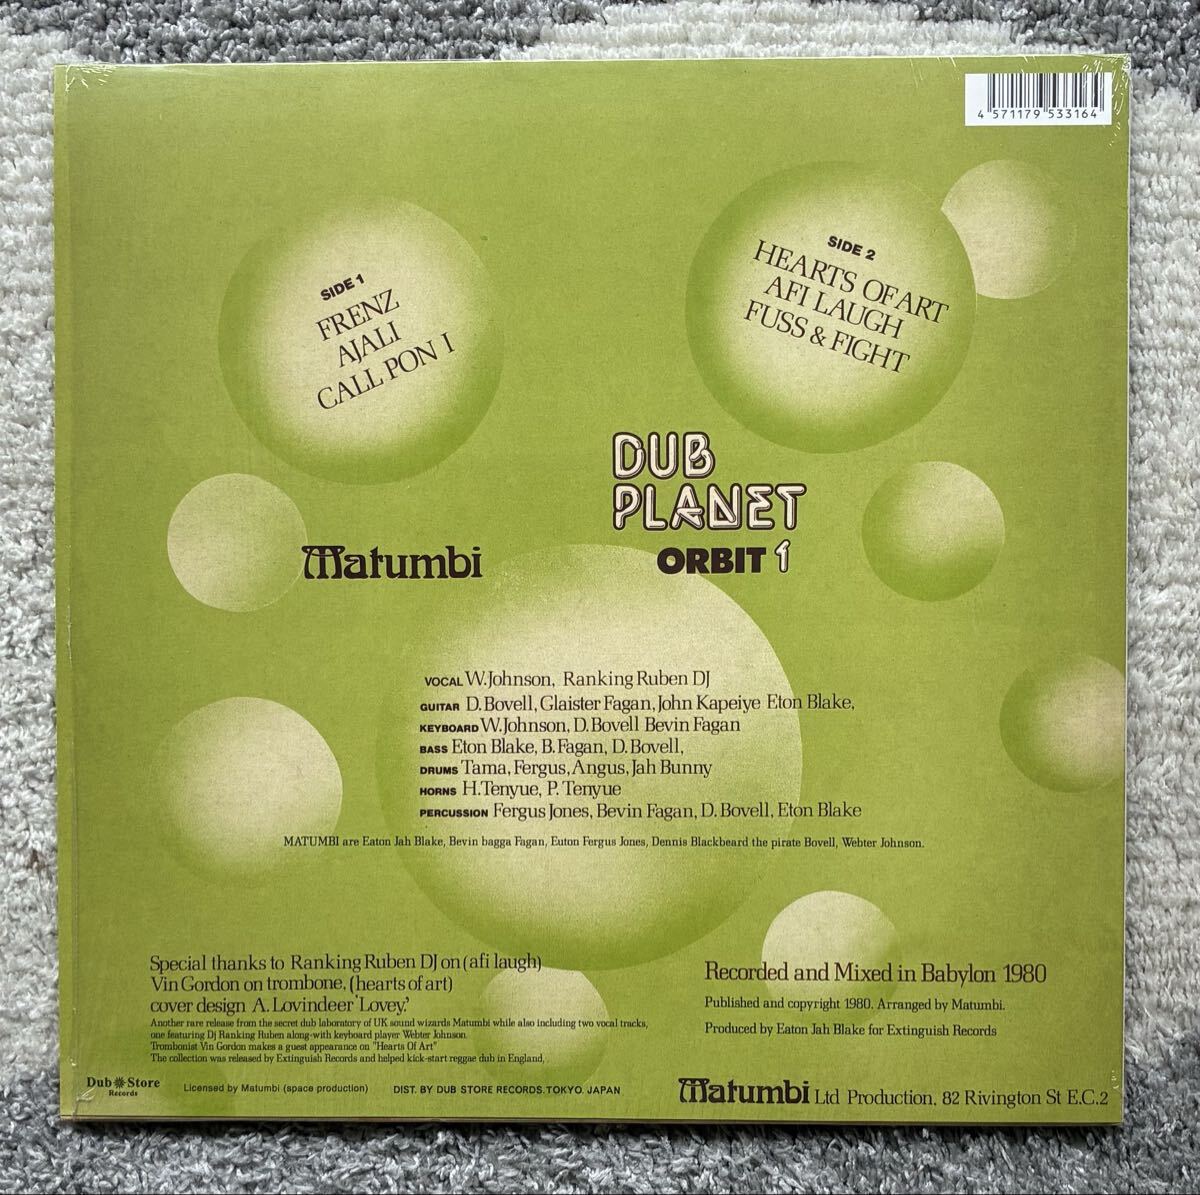 4 571179 533164
SIDE 1
FRENZ
AJALI
CALL PON I
SIDE 2
HEARTS OF ART
AFI LAUGH
FUSS & FIGHT
DUB
PLANET
ORBIT 1
Matumbi
VOCAL W.Johnson, Ranking Ruben DJ
GUITAR D.Bovell, Glaister Fagan, John Kapeiye Eton Blake,
KEYBOARD W.Johnson, D.Bovell Bevin Fagan
BASS Eton Blake, B.Fagan, D.Bovell,
DRUMS Tama, Fergus, Angus, Jah Bunny
HORNS H.Tenyue, P.Tenyue
PERCUSSION Fergus Jones, Bevin Fagan, D.Bovell, Eton Blake
MATUMBI are Eaton Jah Blake, Bevin bagga Fagan, Euton Fergus Jones, Dennis Blackbeard the pirate Bovell, Webter Johnson.
Special thanks to Ranking Ruben DJ on (afi laugh)
Vin Gordon on trombone, (hearts of art)
cover design A. Lovindeer 'Lovey.'
Another rare release from the secret dub laboratory of UK sound wizards Matumbi while also including two vocal tracks,
one featuring Dj Ranking Ruben along-with keyboard player Webter Johnson.
Trombonist Vin Gordon makes a guest appearance on "Hearts Of Art"
The collection was released by Extinguish Records and helped kick-start reggae dub in England,
Recorded and Mixed in Babylon 1980
Published and copyright 1980. Arranged by Matumbi.
Produced by Eaton Jah Blake for Extinguish Records
Dub Store
Records
Licensed by Matumbi (space production)
DIST. BY DUB STORE RECORDS. TOKYO. JAPAN
Matumbi Ltd Production, 82 Rivington St E.C.2